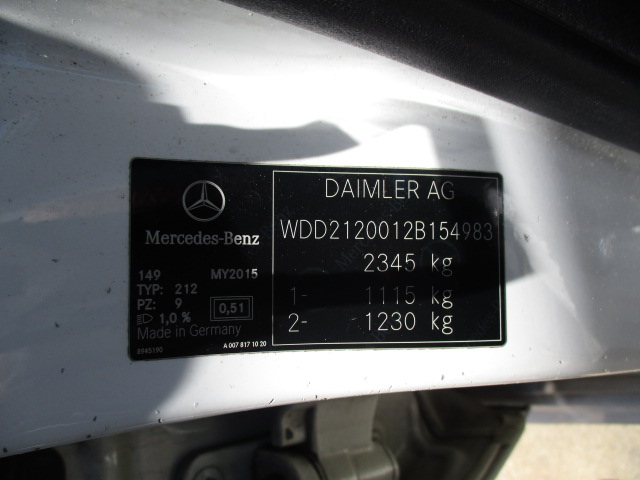 Mercedes-Benz
149 MY2015
TYP: 212
PZ: 9 0,51
1,0 %
Made in Germany
8945190
A 007 817 10 20
DAIMLER AG
WDD2120012B154983
2345 kg
1- 1115 kg
2- 1230 kg